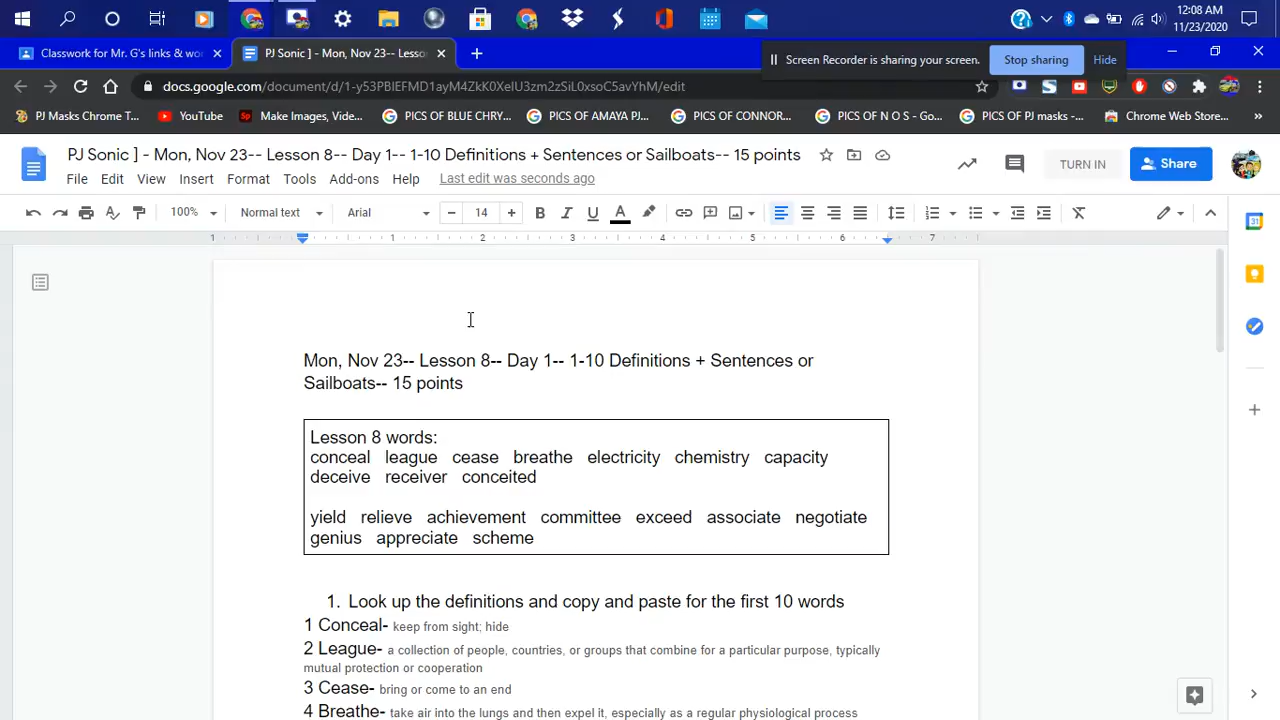 12:08 AM
11/23/2020
Classwork for Mr. G's links & wo
PJ Sonic ] - Mon, Nov 23-- Lesso
Screen Recorder is sharing your screen.
Stop sharing
Hide
docs.google.com/document/d/1-y53PBIEFMD1ayM4ZkK0XeIU3zm2zSiL0xsoC5avYhM/edit
PJ Masks Chrome T...
YouTube
Make Images, Vide...
PICS OF BLUE CHRY...
PICS OF AMAYA PJ...
PICS OF CONNOR...
PICS OF N O S - Go...
PICS OF PJ masks - ...
Chrome Web Store...
PJ Sonic ] - Mon, Nov 23-- Lesson 8-- Day 1-- 1-10 Definitions + Sentences or Sailboats-- 15 points
File Edit View Insert Format Tools Add-ons Help Last edit was seconds ago
TURN IN
Share
100% Normal text Arial 14
1 1 2 3 4 5 6 7
Mon, Nov 23-- Lesson 8-- Day 1-- 1-10 Definitions + Sentences or
Sailboats-- 15 points
Lesson 8 words:
conceal league cease breathe electricity chemistry capacity
deceive receiver conceited
yield relieve achievement committee exceed associate negotiate
genius appreciate scheme
1. Look up the definitions and copy and paste for the first 10 words
1 Conceal- keep from sight; hide
2 League- a collection of people, countries, or groups that combine for a particular purpose, typically
mutual protection or cooperation
3 Cease- bring or come to an end
4 Breathe- take air into the lungs and then expel it, especially as a regular physiological process